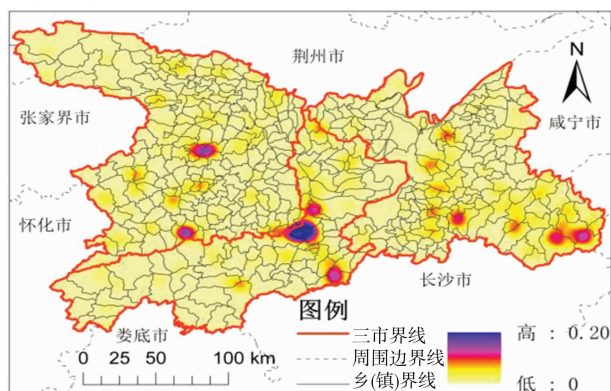 荆州市
N
张家界市
咸宁市
怀化市
长沙市
娄底市
图例
三市界线
周围边界线
乡(镇)界线
高 : 0.20
低 : 0
0 25 50 100 km